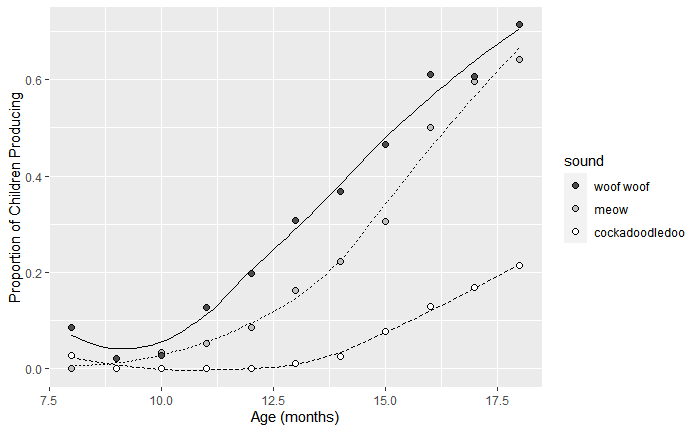 Proportion of Children Producing
0.6
0.4
0.2
0.0
7.5
10.0
12.5
15.0
17.5
Age (months)
sound
woof woof
meow
cockadoodledoo